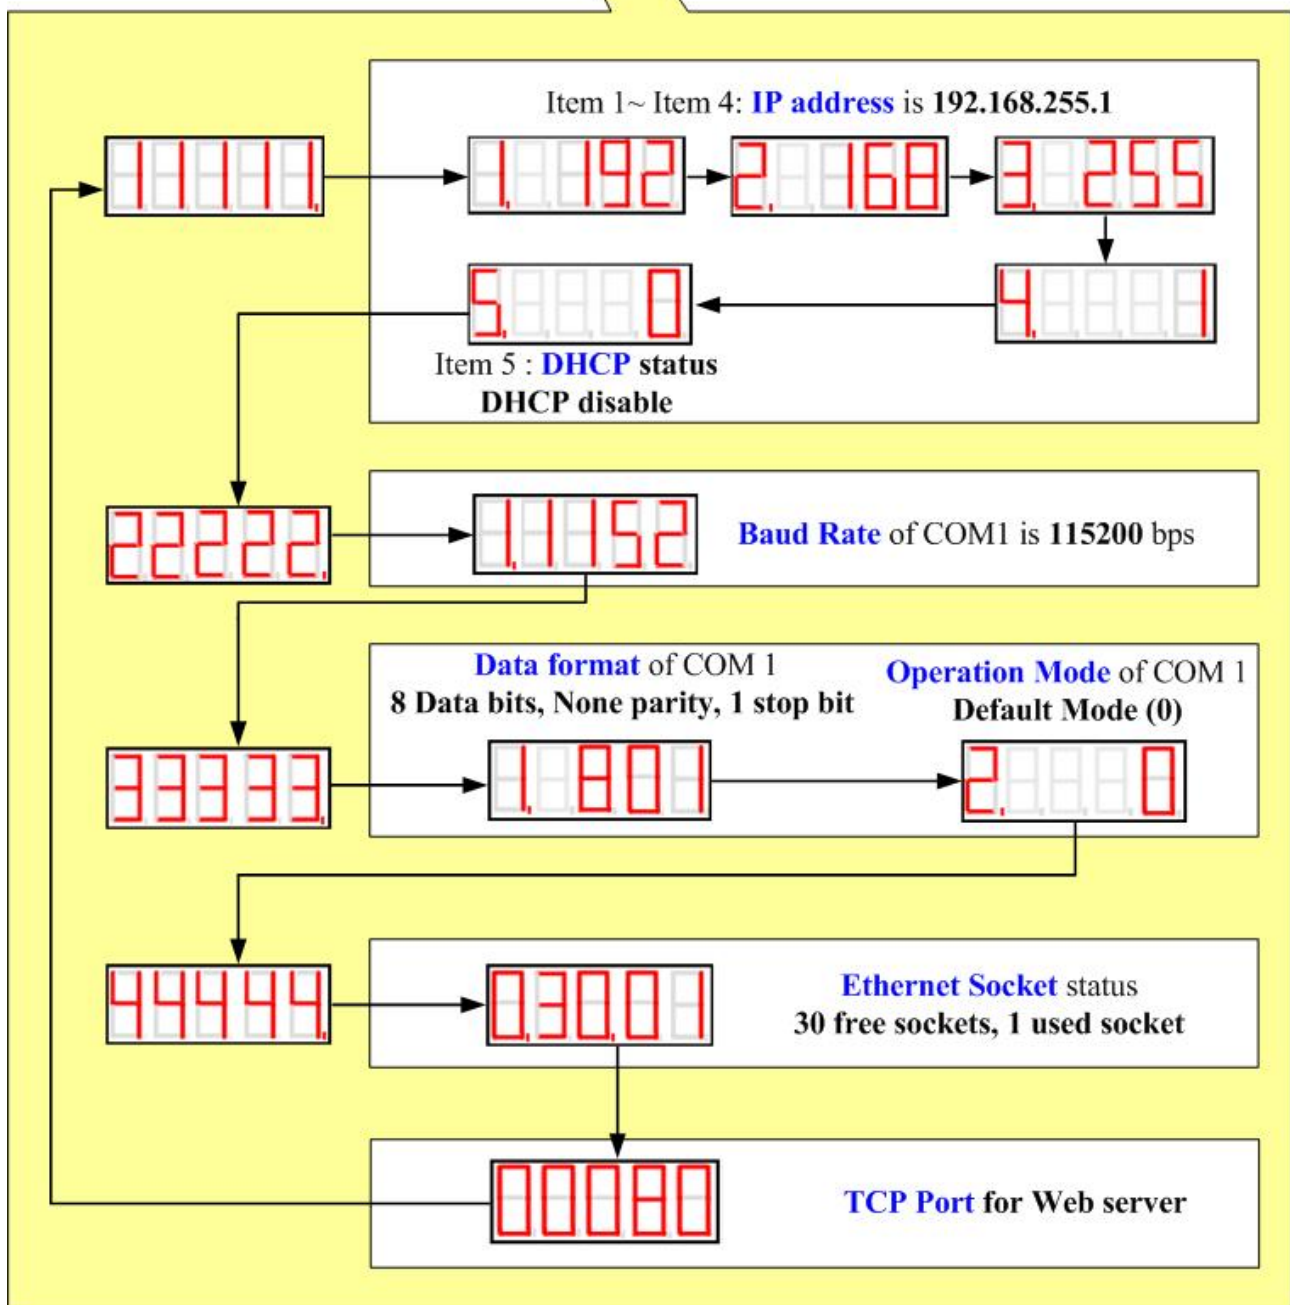 Item 1~ Item 4: IP address is 192.168.255.1
11111.
1. 192
2. 168
3. 255
5. 0
4. 1
Item 5 : DHCP status
DHCP disable
22222.
1.1152
Baud Rate of COM1 is 115200 bps
Data format of COM 1
8 Data bits, None parity, 1 stop bit
Operation Mode of COM 1
Default Mode (0)
33333.
1. 801
2. 0
44444.
0.30.01
Ethernet Socket status
30 free sockets, 1 used socket
00080
TCP Port for Web server